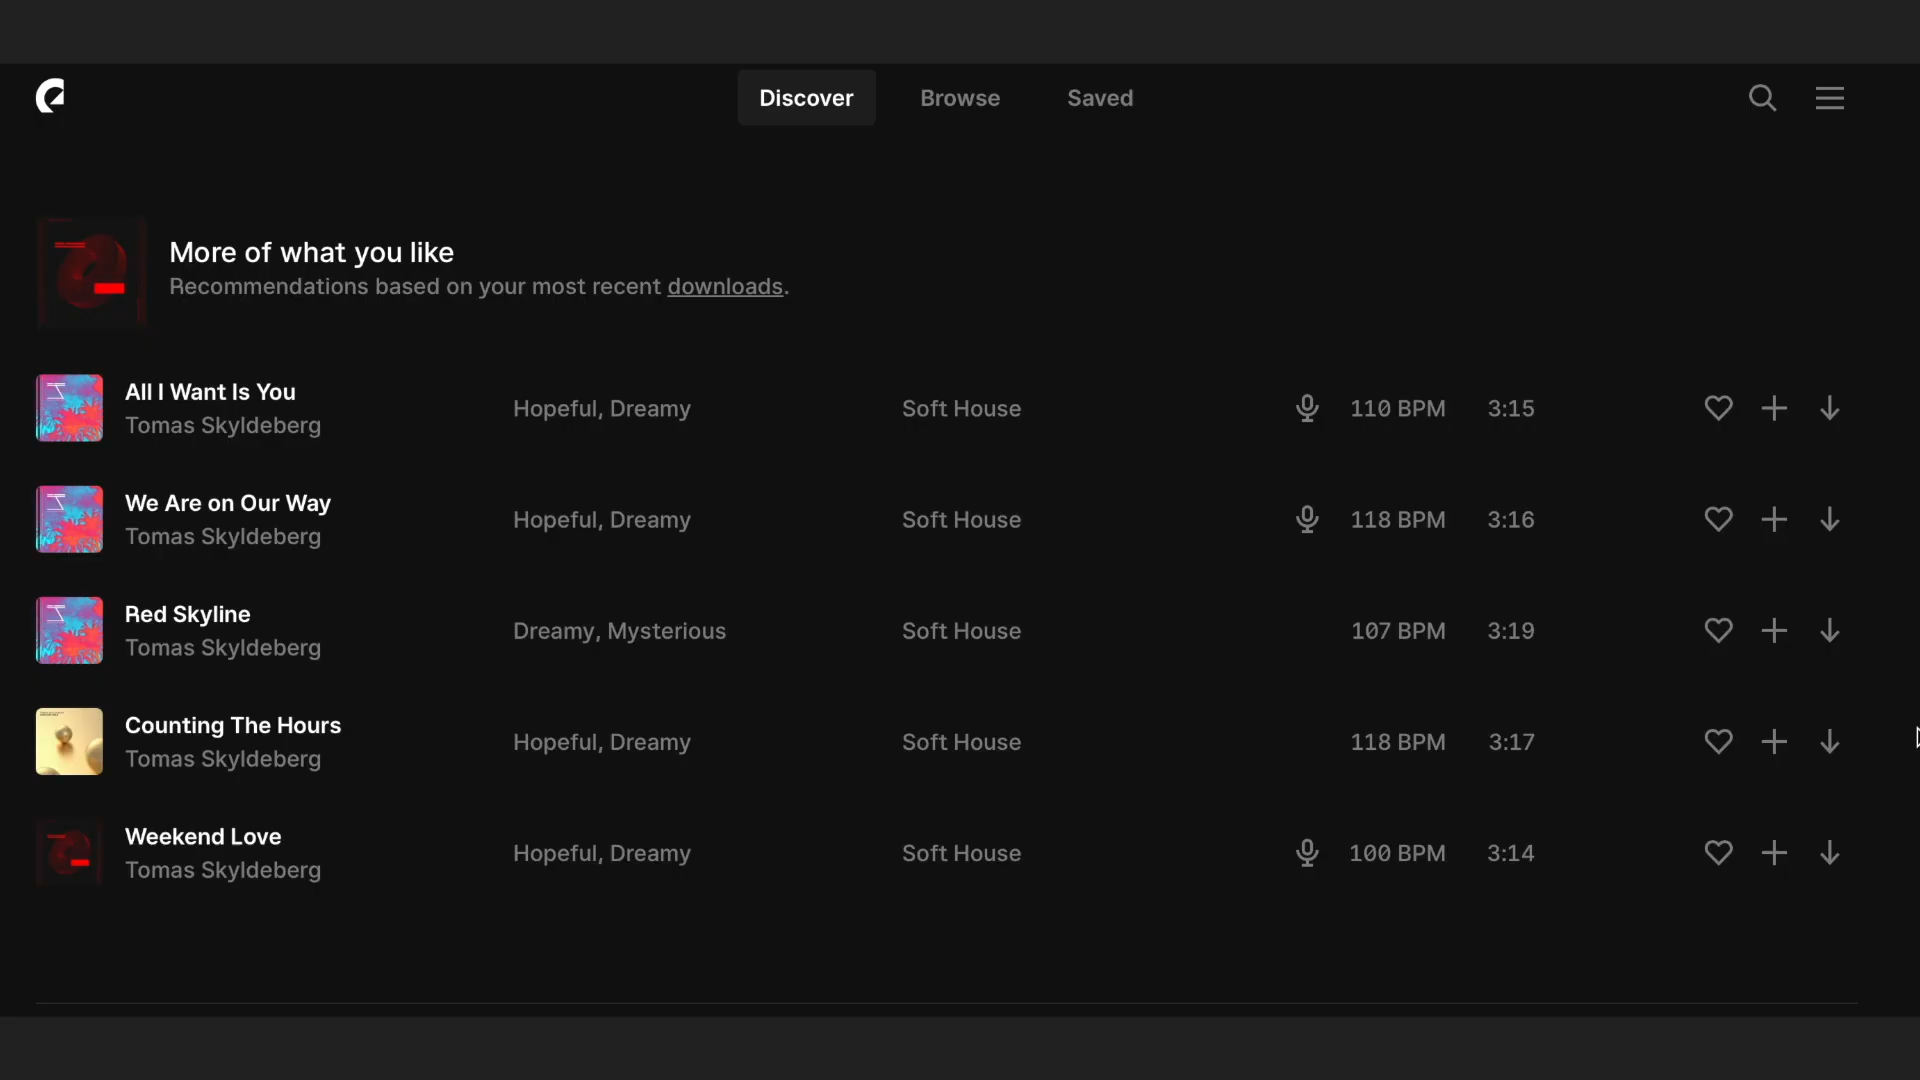 Discover Browse Saved
More of what you like
Recommendations based on your most recent downloads.
All I Want Is You
Tomas Skyldeberg
Hopeful, Dreamy
Soft House
110 BPM
3:15
We Are on Our Way
Tomas Skyldeberg
Hopeful, Dreamy
Soft House
118 BPM
3:16
Red Skyline
Tomas Skyldeberg
Dreamy, Mysterious
Soft House
107 BPM
3:19
Counting The Hours
Tomas Skyldeberg
Hopeful, Dreamy
Soft House
118 BPM
3:17
Weekend Love
Tomas Skyldeberg
Hopeful, Dreamy
Soft House
100 BPM
3:14